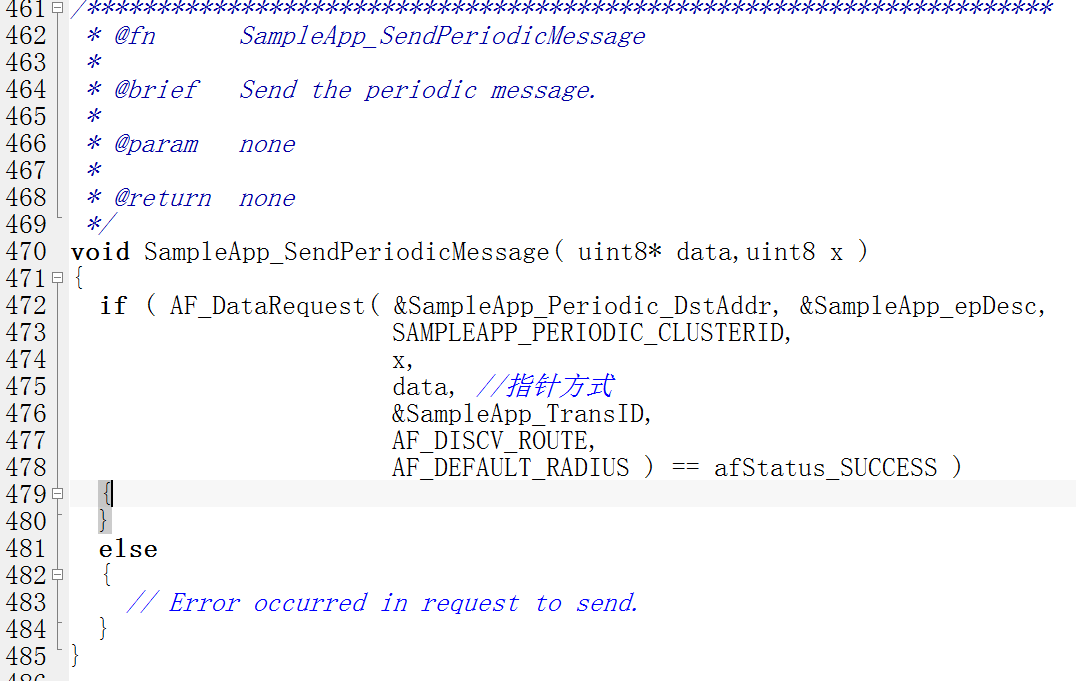 461 /*********************************************************************
462  * @fn      SampleApp_SendPeriodicMessage
463  *
464  * @brief   Send the periodic message.
465  *
466  * @param   none
467  *
468  * @return  none
469  */
470 void SampleApp_SendPeriodicMessage( uint8* data,uint8 x )
471 {
472   if ( AF_DataRequest( &SampleApp_Periodic_DstAddr, &SampleApp_epDesc,
473                        SAMPLEAPP_PERIODIC_CLUSTERID,
474                        x,
475                        data, //指针方式
476                        &SampleApp_TransID,
477                        AF_DISCV_ROUTE,
478                        AF_DEFAULT_RADIUS ) == afStatus_SUCCESS )
479   {
480   }
481   else
482   {
483     // Error occurred in request to send.
484   }
485 }